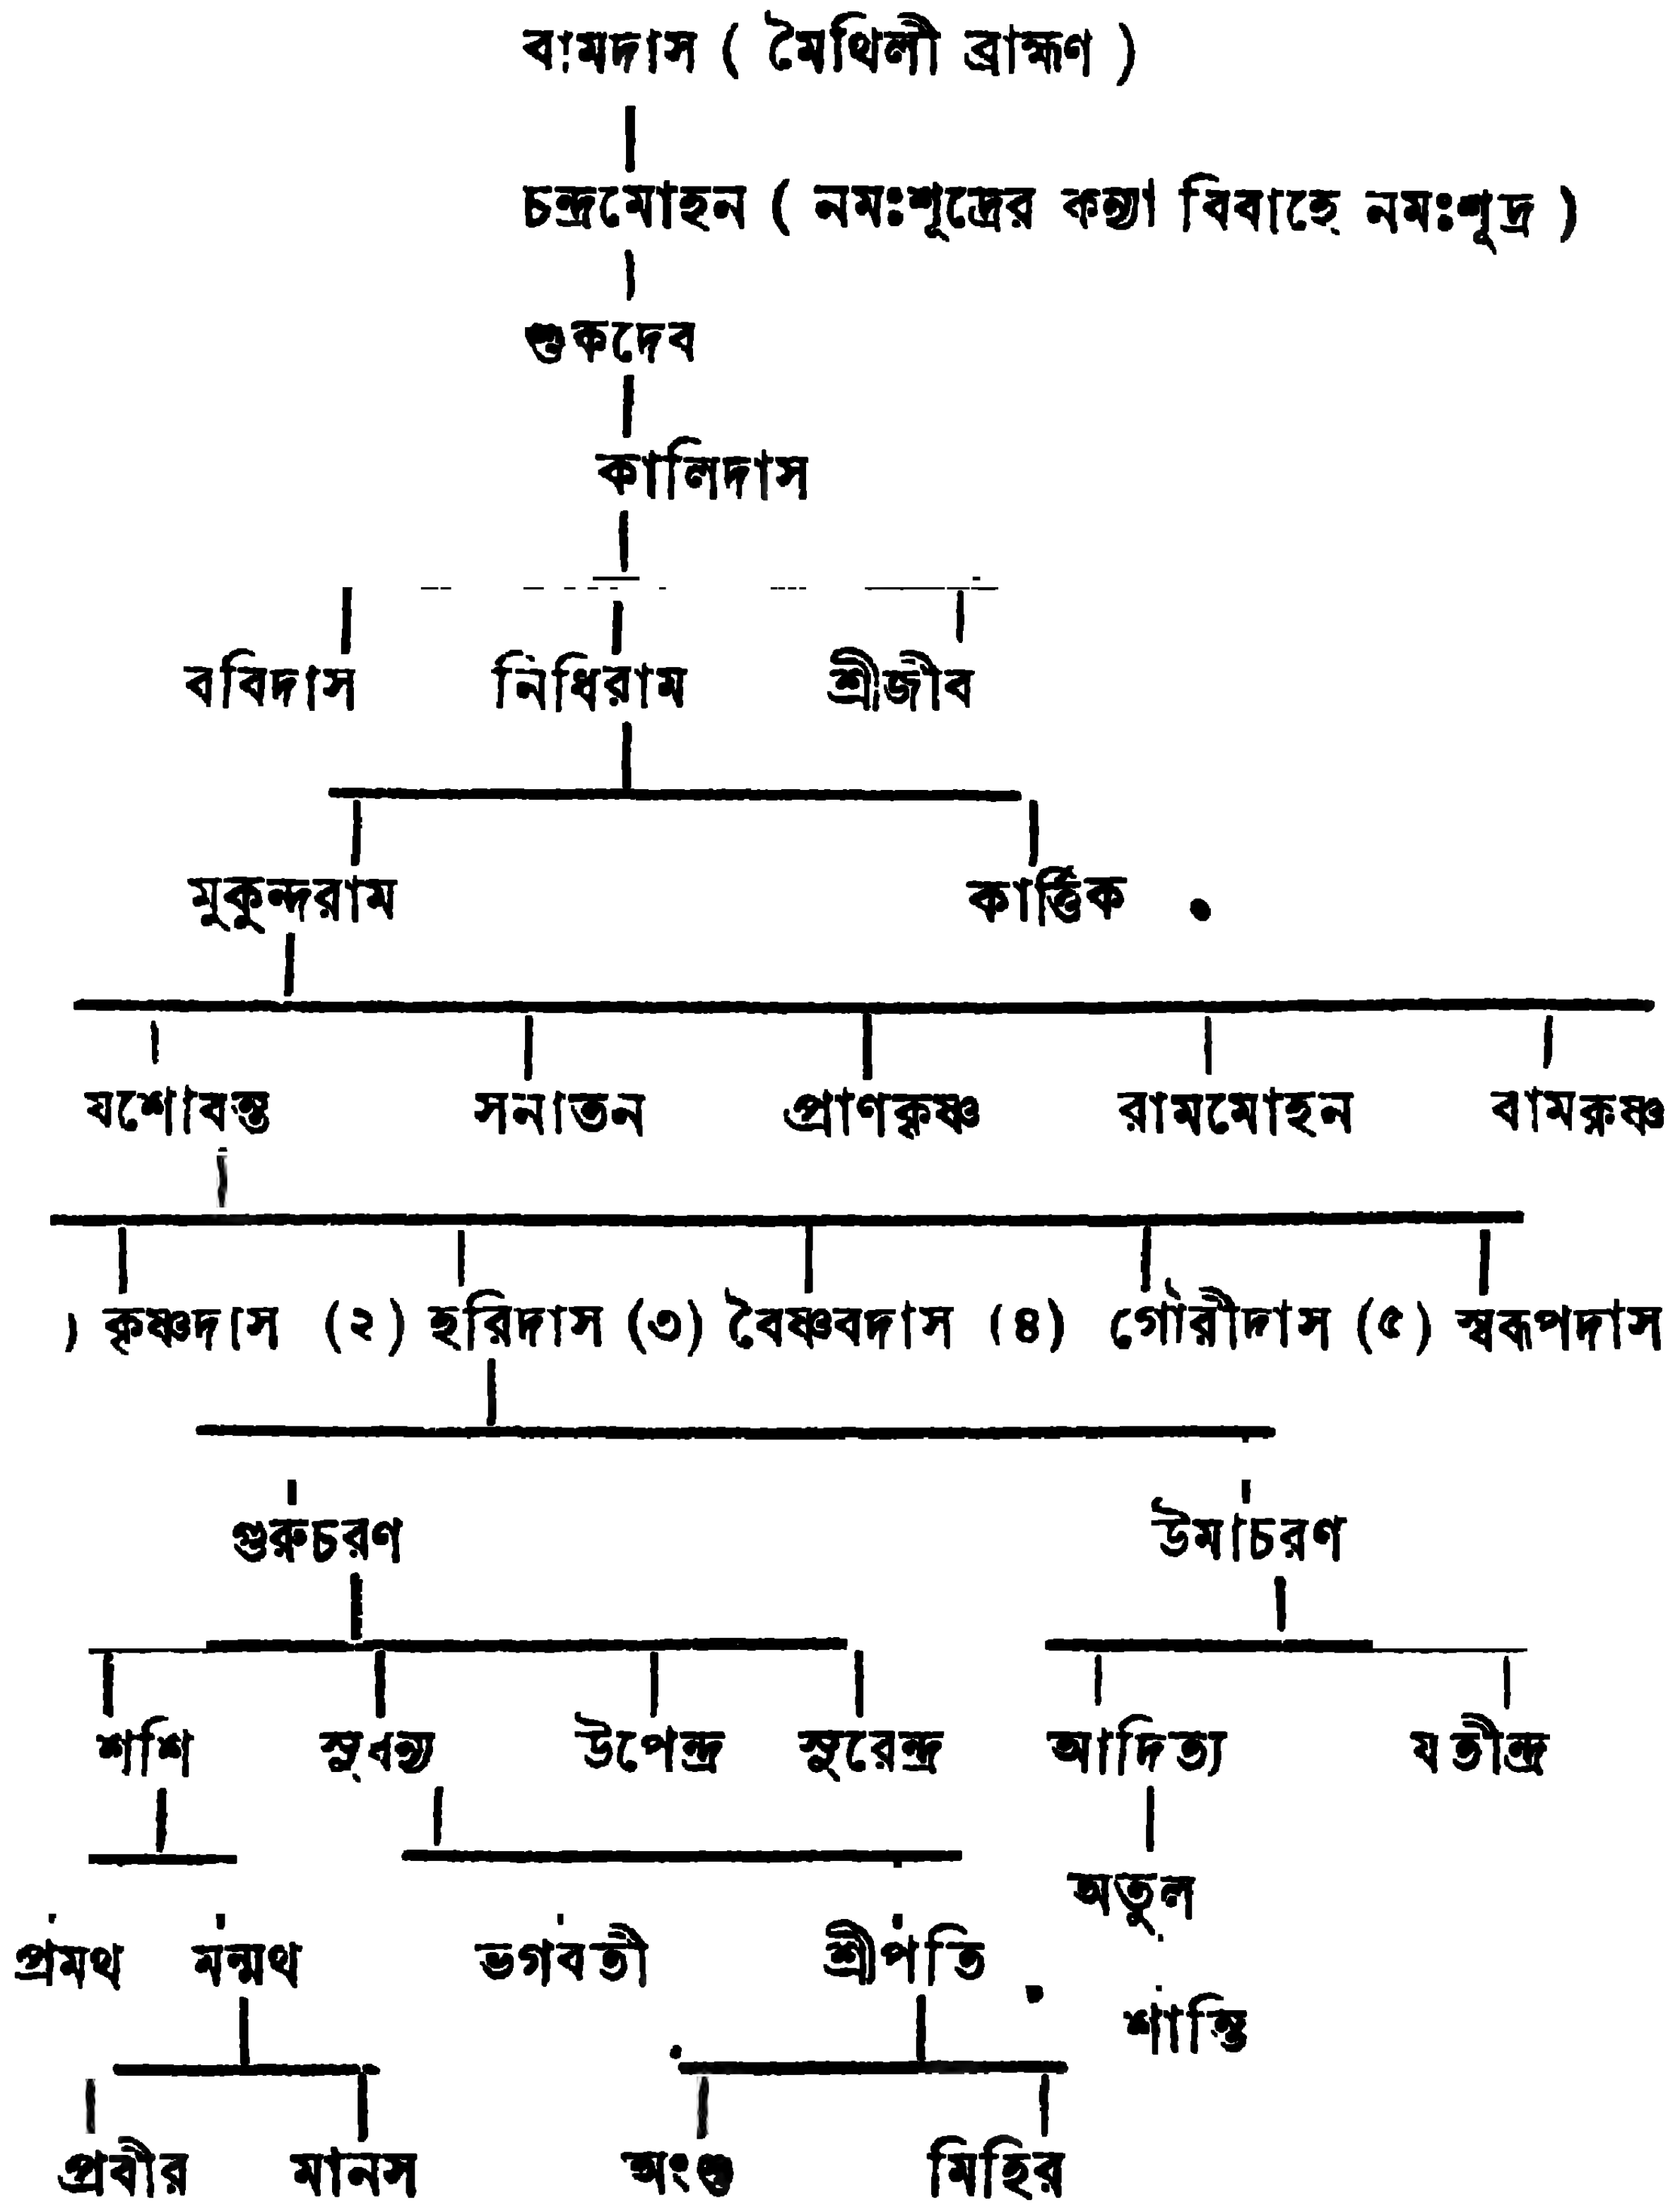 বামদাস ( মৈথিলী ব্রাহ্মণ )
চন্দ্রমোহন ( নমঃশূদ্রের কন্যা বিবাহে নমঃশূদ্র )
শুকদেব
কালিদাস
ববিদাস নিধিরাম শ্রীজীব
মুকুন্দরাম কার্ত্তিক
যশোবন্ত সনাতন প্রাণকৃষ্ণ রামমোহন বামকৃষ্ণ
) কৃষ্ণদাস (২) হরিদাস (৩) বৈষ্ণবদাস (৪) গৌরীদাস (৫) স্বরূপদাস
গুরুচরণ উমাচরণ
শশি সুধন্য উপেন্দ্র সুরেন্দ্র আদিত্য যতীন্দ্র
অতুল
প্রমথ মন্মথ ভগবতী শ্রীপতি
শান্তি
প্রবীর মানস অংশু মিহির